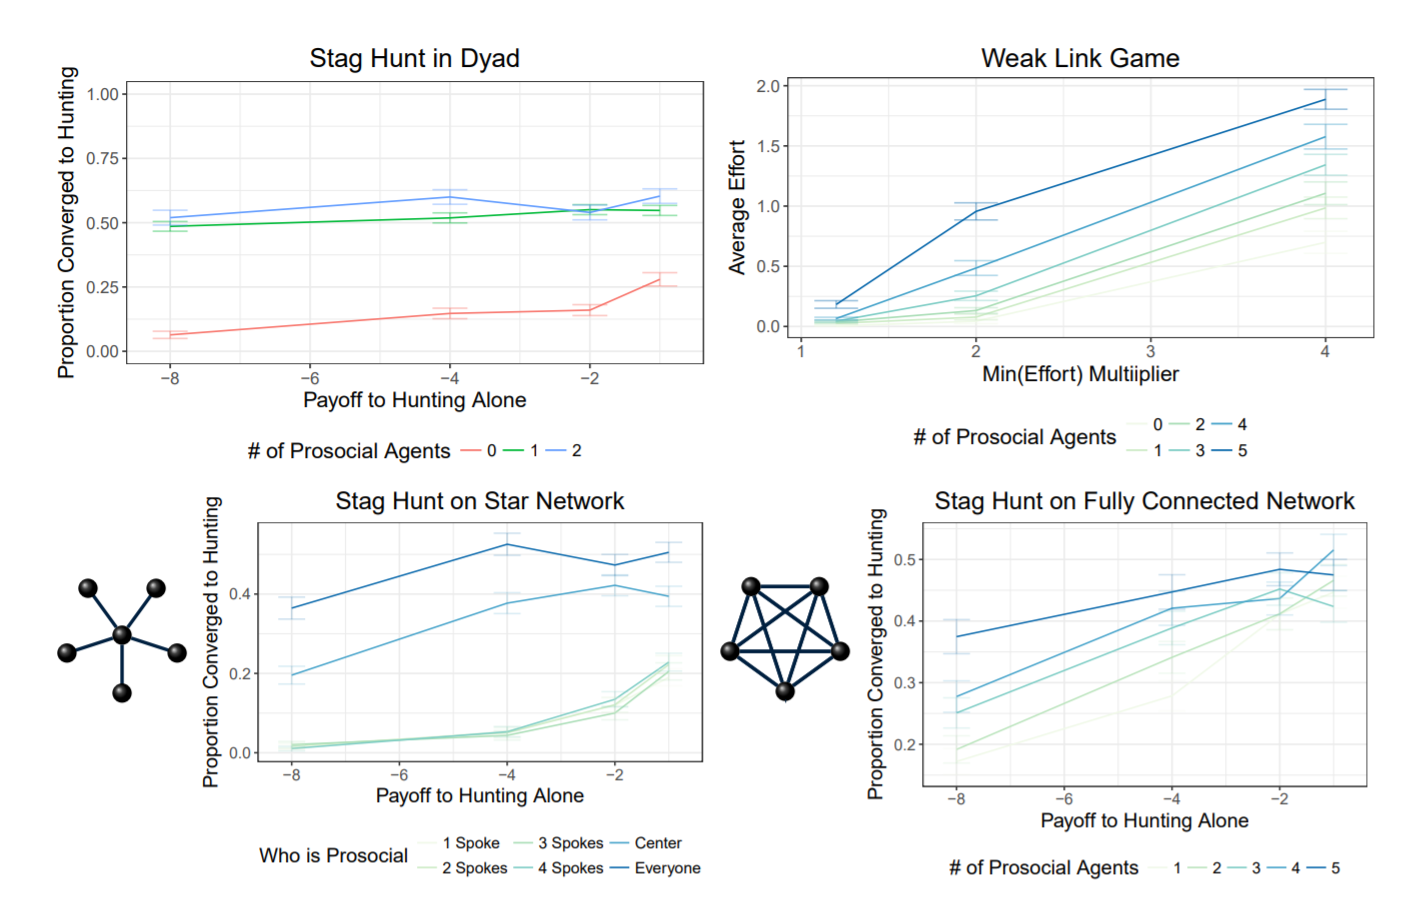 Stag Hunt in Dyad
Proportion Converged to Hunting
1.00
0.75
0.50
0.25
0.00
−8
−6
−4
−2
Payoff to Hunting Alone
# of Prosocial Agents
0
1
2
Weak Link Game
Average Effort
2.0
1.5
1.0
0.5
0.0
1
2
3
4
Min(Effort) Multiiplier
# of Prosocial Agents
0
2
4
1
3
5
Stag Hunt on Star Network
Proportion Converged to Hunting
0.4
0.2
0.0
−8
−6
−4
−2
Payoff to Hunting Alone
Who is Prosocial
1 Spoke
3 Spokes
Center
2 Spokes
4 Spokes
Everyone
Stag Hunt on Fully Connected Network
Proportion Converged to Hunting
0.5
0.4
0.3
0.2
−8
−6
−4
−2
Payoff to Hunting Alone
# of Prosocial Agents
1
2
3
4
5